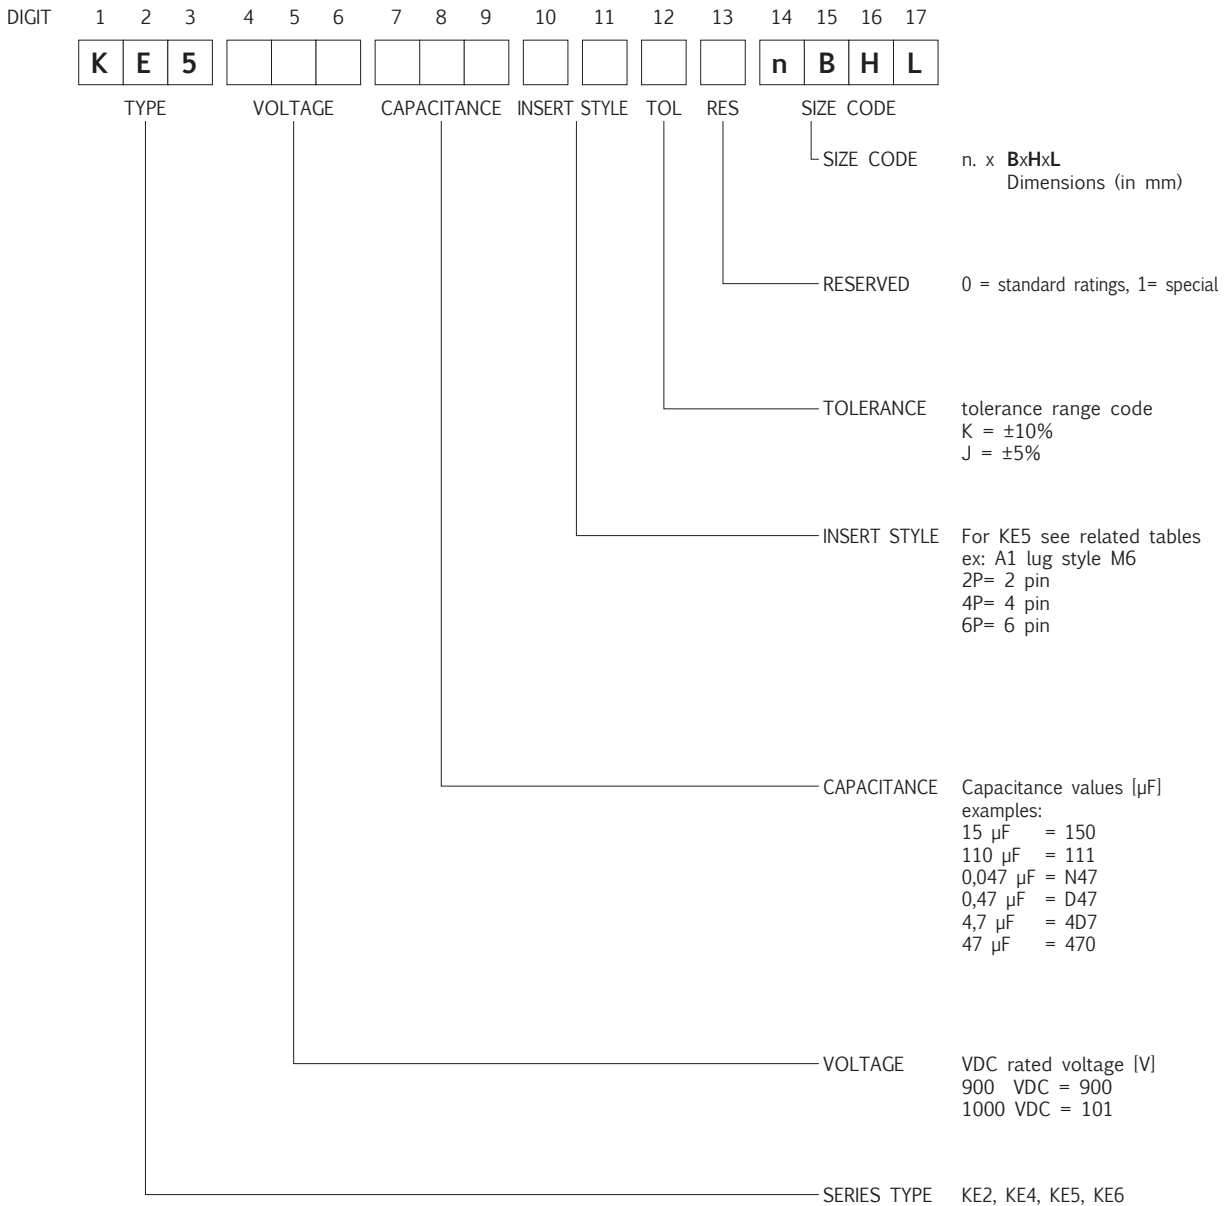 DIGIT 1 2 3 4 5 6 7 8 9 10 11 12 13 14 15 16 17
K E 5 n B H L
TYPE VOLTAGE CAPACITANCE INSERT STYLE TOL RES SIZE CODE
SIZE CODE n. x BxHxL
Dimensions (in mm)
RESERVED 0 = standard ratings, 1= special
TOLERANCE tolerance range code
K = ±10%
J = ±5%
INSERT STYLE For KE5 see related tables
ex: A1 lug style M6
2P= 2 pin
4P= 4 pin
6P= 6 pin
CAPACITANCE Capacitance values [µF]
examples:
15 µF = 150
110 µF = 111
0,047 µF = N47
0,47 µF = D47
4,7 µF = 4D7
47 µF = 470
VOLTAGE VDC rated voltage [V]
900 VDC = 900
1000 VDC = 101
SERIES TYPE KE2, KE4, KE5, KE6